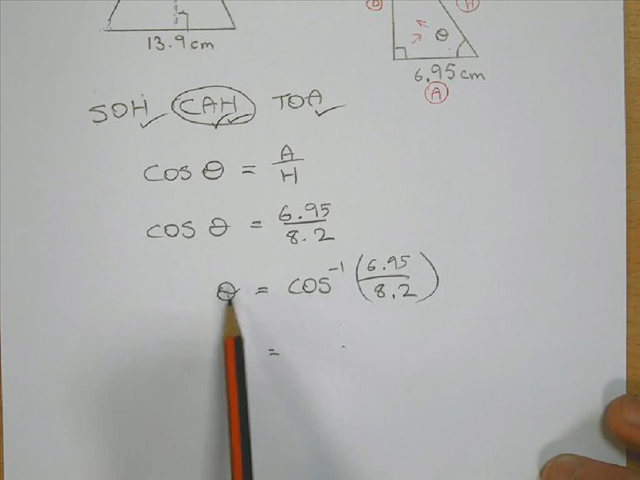 13.9cm
H
θ
6.95cm
A
SOH CAH TOA
cos θ = A/H
cos θ = 6.95/8.2
θ = cos⁻¹ (6.95/8.2)
=